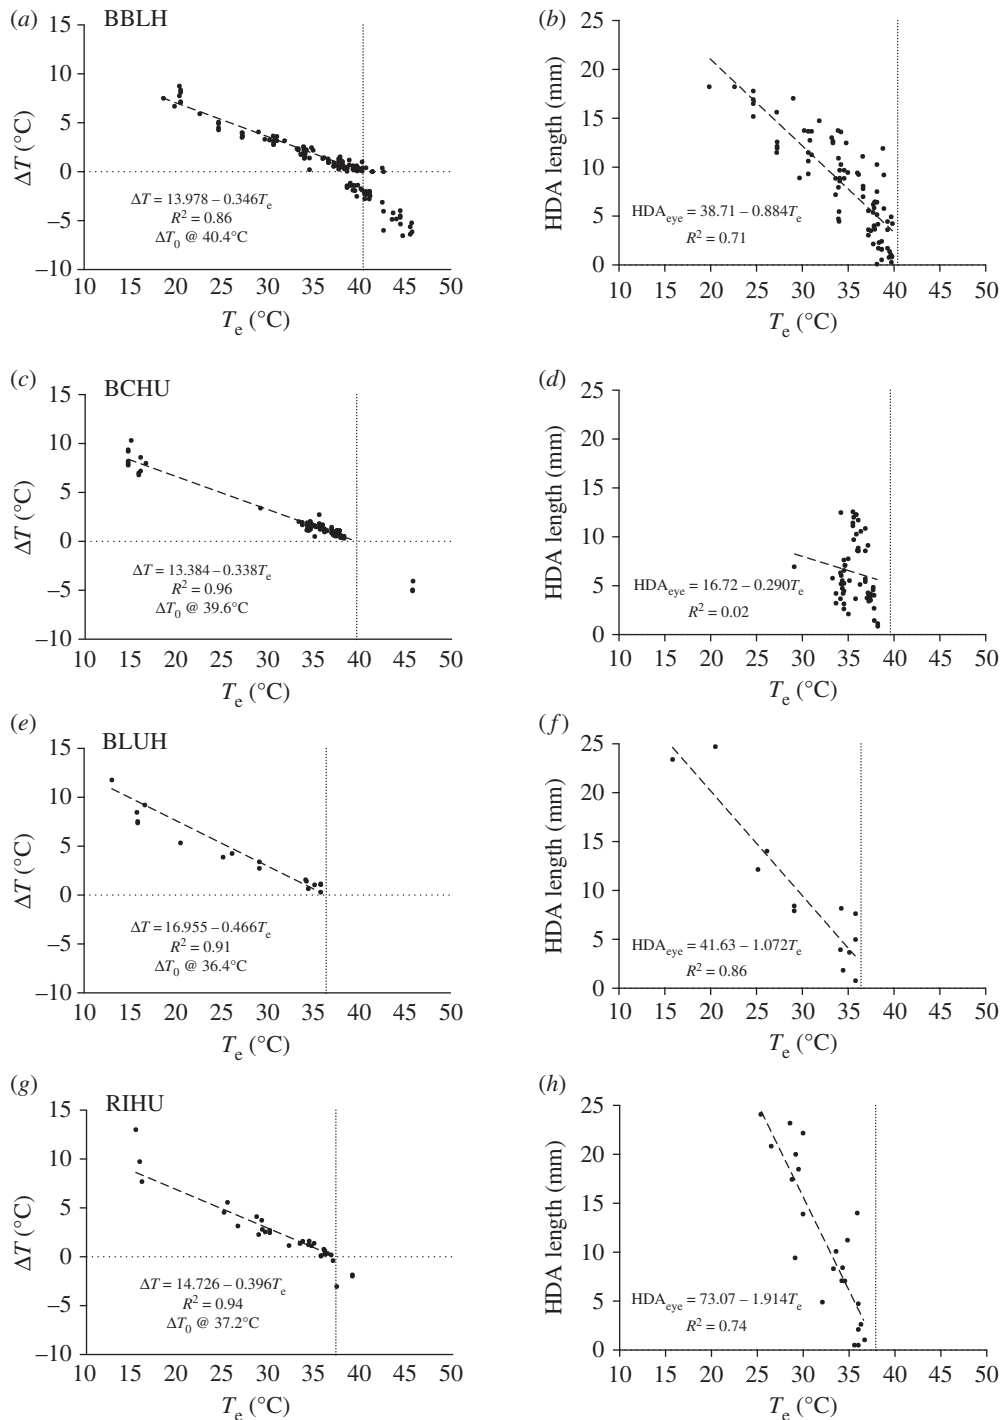 (a) BBLH
15
10
5
0
–5
–10
ΔT (°C)
ΔT = 13.978 – 0.346Te
R2 = 0.86
ΔT0 @ 40.4°C
10 15 20 25 30 35 40 45 50
Te (°C)
(b)
25
20
15
10
5
0
HDA length (mm)
HDAeye = 38.71 – 0.884Te
R2 = 0.71
10 15 20 25 30 35 40 45 50
Te (°C)
(c) BCHU
15
10
5
0
–5
–10
ΔT (°C)
ΔT = 13.384 – 0.338Te
R2 = 0.96
ΔT0 @ 39.6°C
10 15 20 25 30 35 40 45 50
Te (°C)
(d)
25
20
15
10
5
0
HDA length (mm)
HDAeye = 16.72 – 0.290Te
R2 = 0.02
10 15 20 25 30 35 40 45 50
Te (°C)
(e) BLUH
15
10
5
0
–5
–10
ΔT (°C)
ΔT = 16.955 – 0.466Te
R2 = 0.91
ΔT0 @ 36.4°C
10 15 20 25 30 35 40 45 50
Te (°C)
(f)
25
20
15
10
5
0
HDA length (mm)
HDAeye = 41.63 – 1.072Te
R2 = 0.86
10 15 20 25 30 35 40 45 50
Te (°C)
(g) RIHU
15
10
5
0
–5
–10
ΔT (°C)
ΔT = 14.726 – 0.396Te
R2 = 0.94
ΔT0 @ 37.2°C
10 15 20 25 30 35 40 45 50
Te (°C)
(h)
25
20
15
10
5
0
HDA length (mm)
HDAeye = 73.07 – 1.914Te
R2 = 0.74
10 15 20 25 30 35 40 45 50
Te (°C)